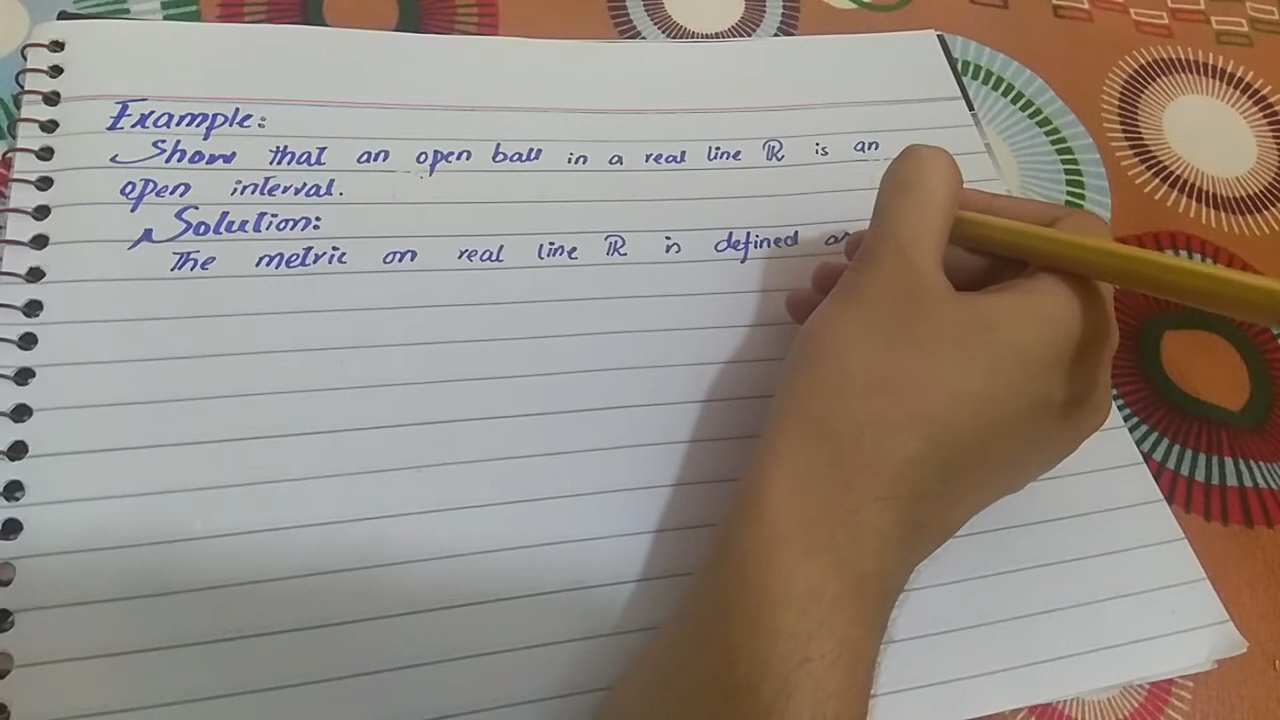 Example:
Show that an open ball in a real line ℝ is an
open interval.
Solution:
The metric on real line ℝ is defined as